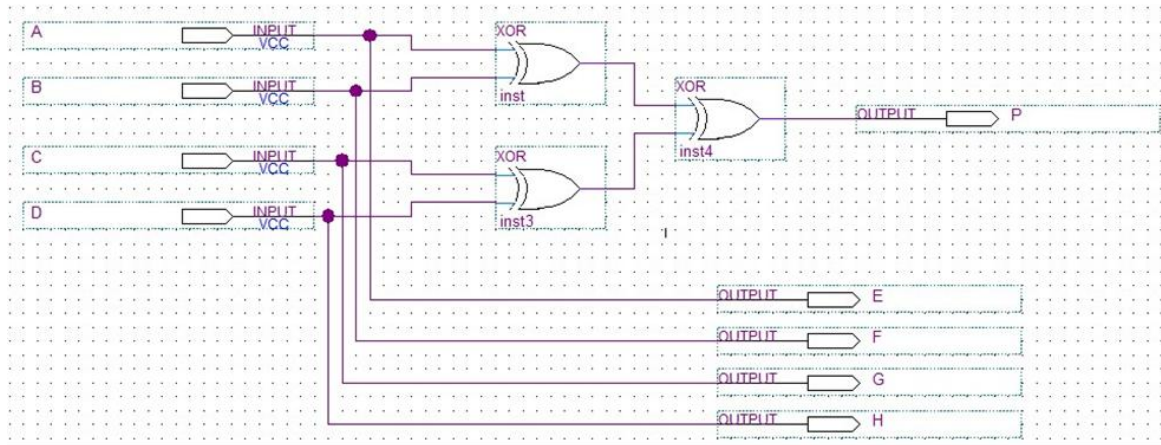 A INPUT VCC
XOR
inst
B INPUT VCC
XOR
inst4
OUTPUT P
C INPUT VCC
XOR
inst3
D INPUT VCC
OUTPUT E
OUTPUT F
OUTPUT G
OUTPUT H